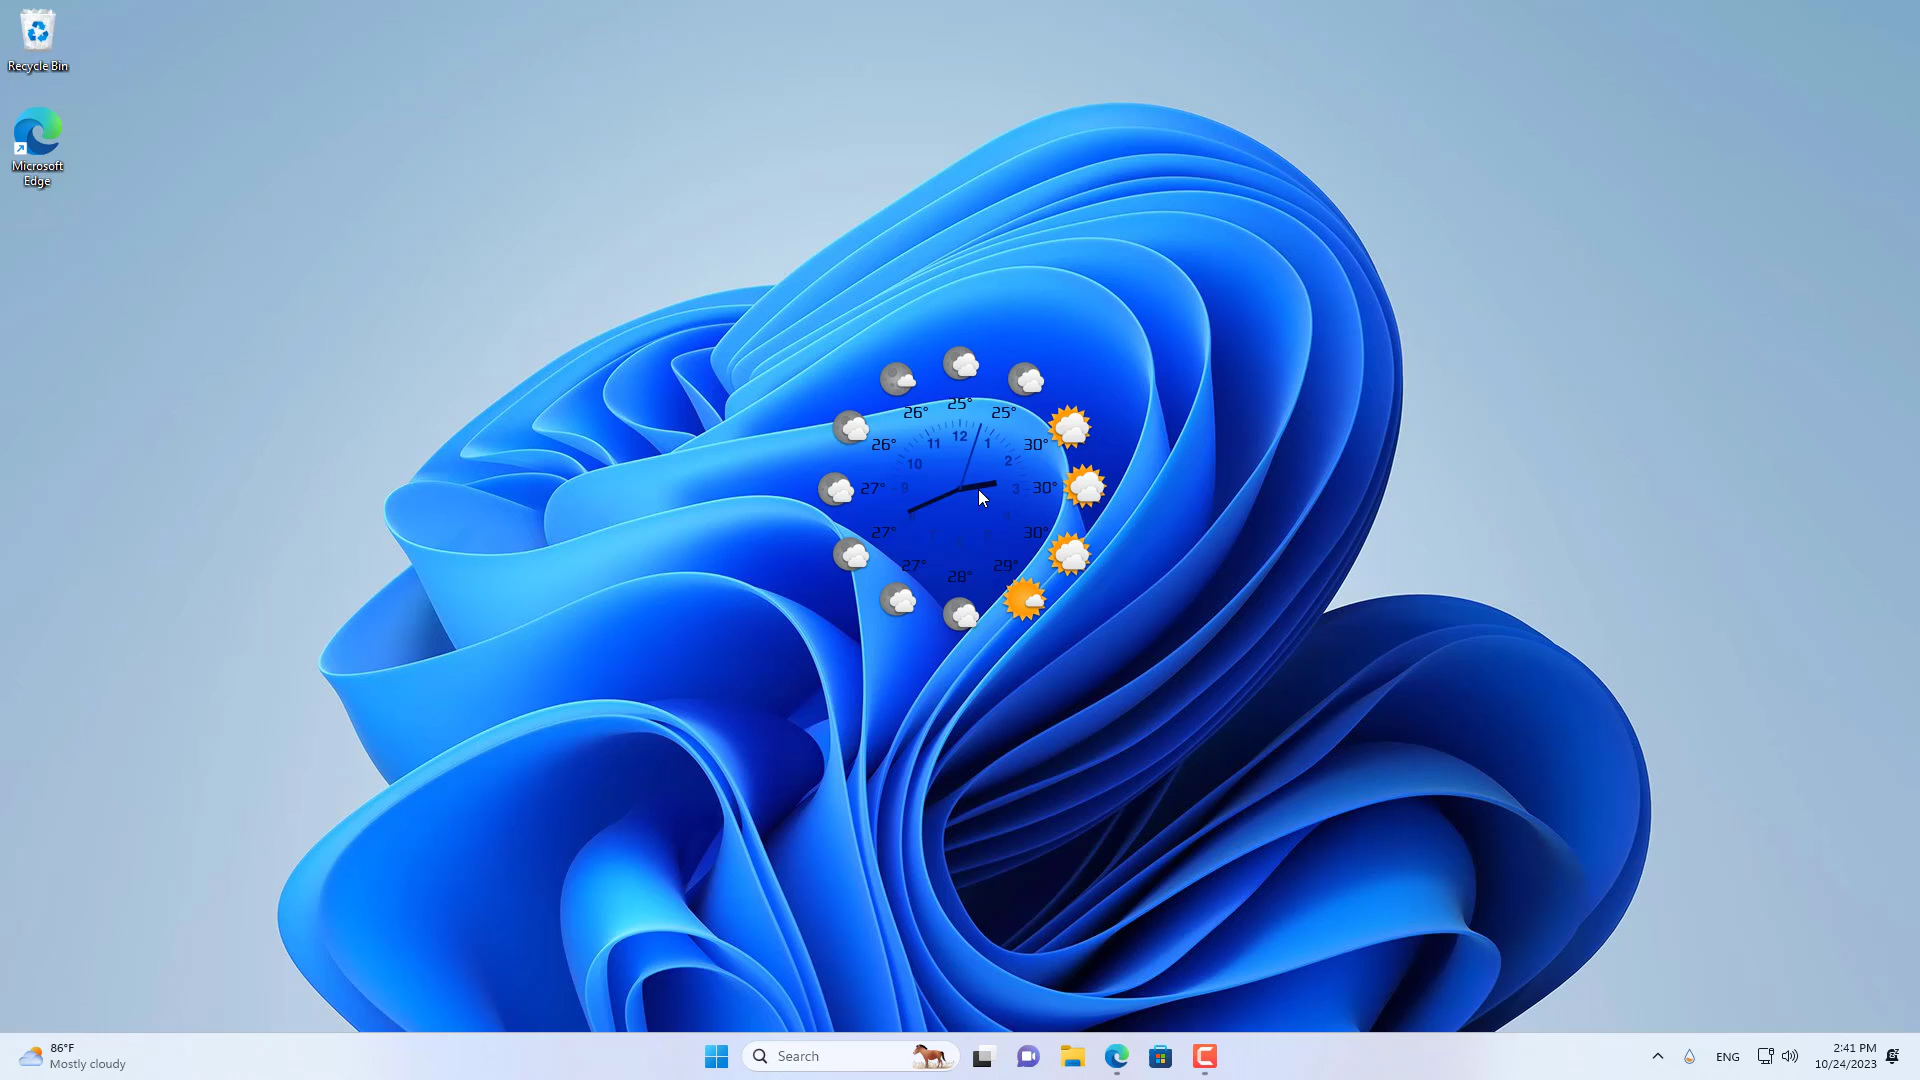 Recycle Bin
Microsoft
Edge
25°
26°
25°
12
11
1
26°
30°
10
2
27°
9
3
30°
27°
30°
27°
29°
28°
86°F
Mostly cloudy
Search
ENG
2:41 PM
10/24/2023